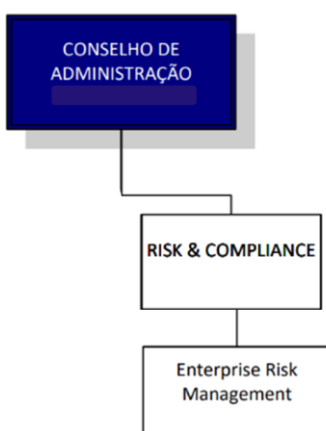 CONSELHO DE
ADMINISTRAÇÃO
RISK & COMPLIANCE
Enterprise Risk
Management